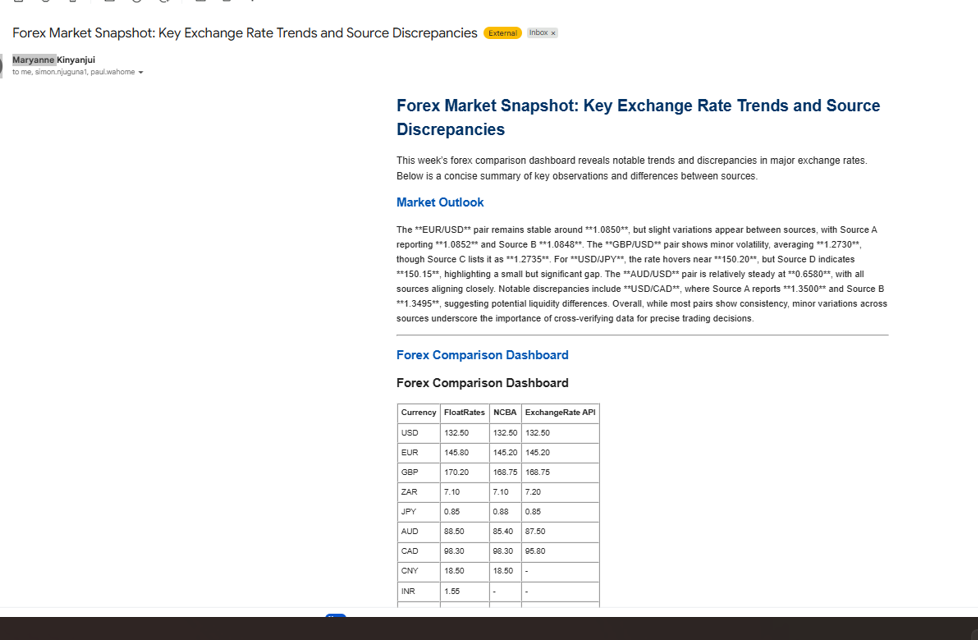 Forex Market Snapshot: Key Exchange Rate Trends and Source Discrepancies External Inbox ×
Maryanne Kinyanjui
to me, simon.njuguna1, paul.wahome
Forex Market Snapshot: Key Exchange Rate Trends and Source
Discrepancies
This week's forex comparison dashboard reveals notable trends and discrepancies in major exchange rates.
Below is a concise summary of key observations and differences between sources.
Market Outlook
The **EUR/USD** pair remains stable around **1.0850**, but slight variations appear between sources, with Source A
reporting **1.0852** and Source B **1.0848**. The **GBP/USD** pair shows minor volatility, averaging **1.2730**,
though Source C lists it as **1.2735**. For **USD/JPY**, the rate hovers near **150.20**, but Source D indicates
**150.15**, highlighting a small but significant gap. The **AUD/USD** pair is relatively steady at **0.6580**, with all
sources aligning closely. Notable discrepancies include **USD/CAD**, where Source A reports **1.3500** and Source B
**1.3495**, suggesting potential liquidity differences. Overall, while most pairs show consistency, minor variations across
sources underscore the importance of cross-verifying data for precise trading decisions.
Forex Comparison Dashboard
Forex Comparison Dashboard
Currency FloatRates NCBA ExchangeRate API
USD 132.50 132.50 132.50
EUR 145.80 145.20 145.20
GBP 170.20 168.75 168.75
ZAR 7.10 7.10 7.20
JPY 0.85 0.88 0.85
AUD 88.50 85.40 87.50
CAD 98.30 98.30 95.80
CNY 18.50 18.50 -
INR 1.55 - -